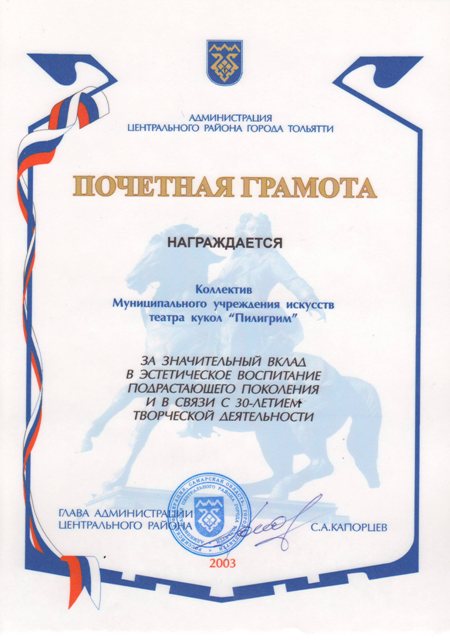 АДМИНИСТРАЦИЯ
ЦЕНТРАЛЬНОГО РАЙОНА ГОРОДА ТОЛЬЯТТИ
ПОЧЕТНАЯ ГРАМОТА
НАГРАЖДАЕТСЯ
Коллектив
Муниципального учреждения искусств
театра кукол “Пилигрим”
ЗА ЗНАЧИТЕЛЬНЫЙ ВКЛАД
В ЭСТЕТИЧЕСКОЕ ВОСПИТАНИЕ
ПОДРАСТАЮЩЕГО ПОКОЛЕНИЯ
И В СВЯЗИ С 30-ЛЕТИЕМ
ТВОРЧЕСКОЙ ДЕЯТЕЛЬНОСТИ
ГЛАВА АДМИНИСТРАЦИИ
ЦЕНТРАЛЬНОГО РАЙОНА
С.А.КАПОРЦЕВ
2003